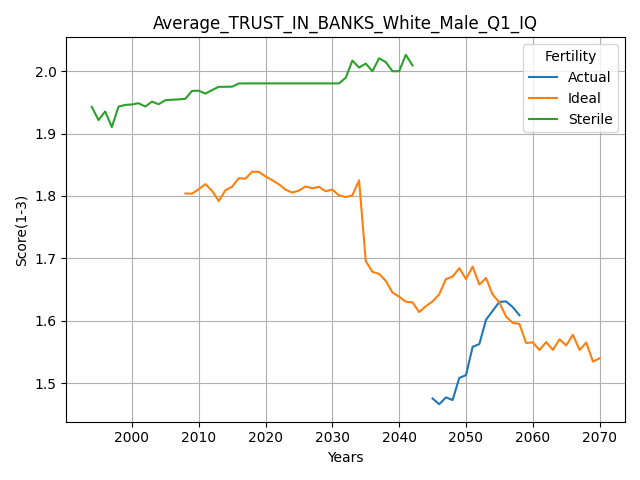 Average_TRUST_IN_BANKS_White_Male_Q1_IQ
Fertility
Actual
Ideal
Sterile
Score(1-3)
2.0
1.9
1.8
1.7
1.6
1.5
2000 2010 2020 2030 2040 2050 2060 2070
Years